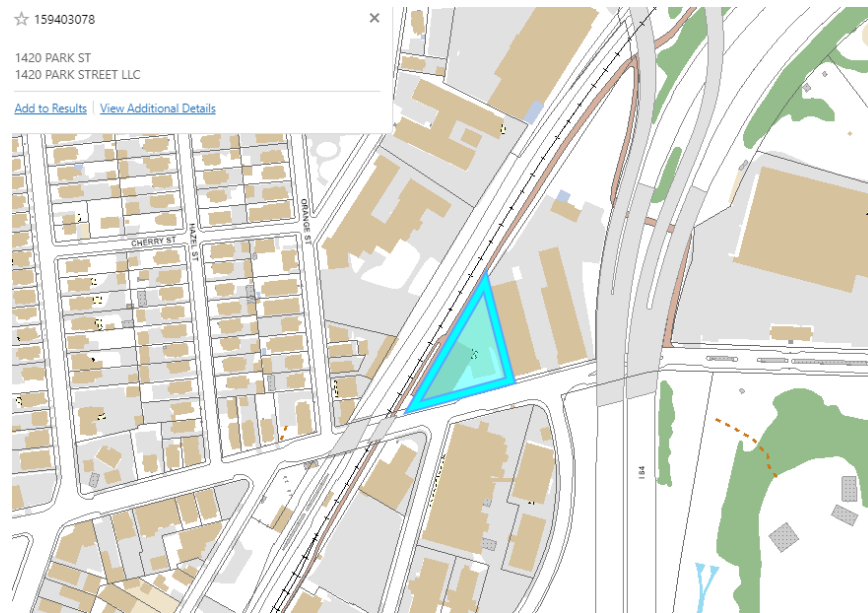 159403078
1420 PARK ST
1420 PARK STREET LLC
Add to Results
View Additional Details
ORANGE ST
HAZEL ST
CHERRY ST
I 84